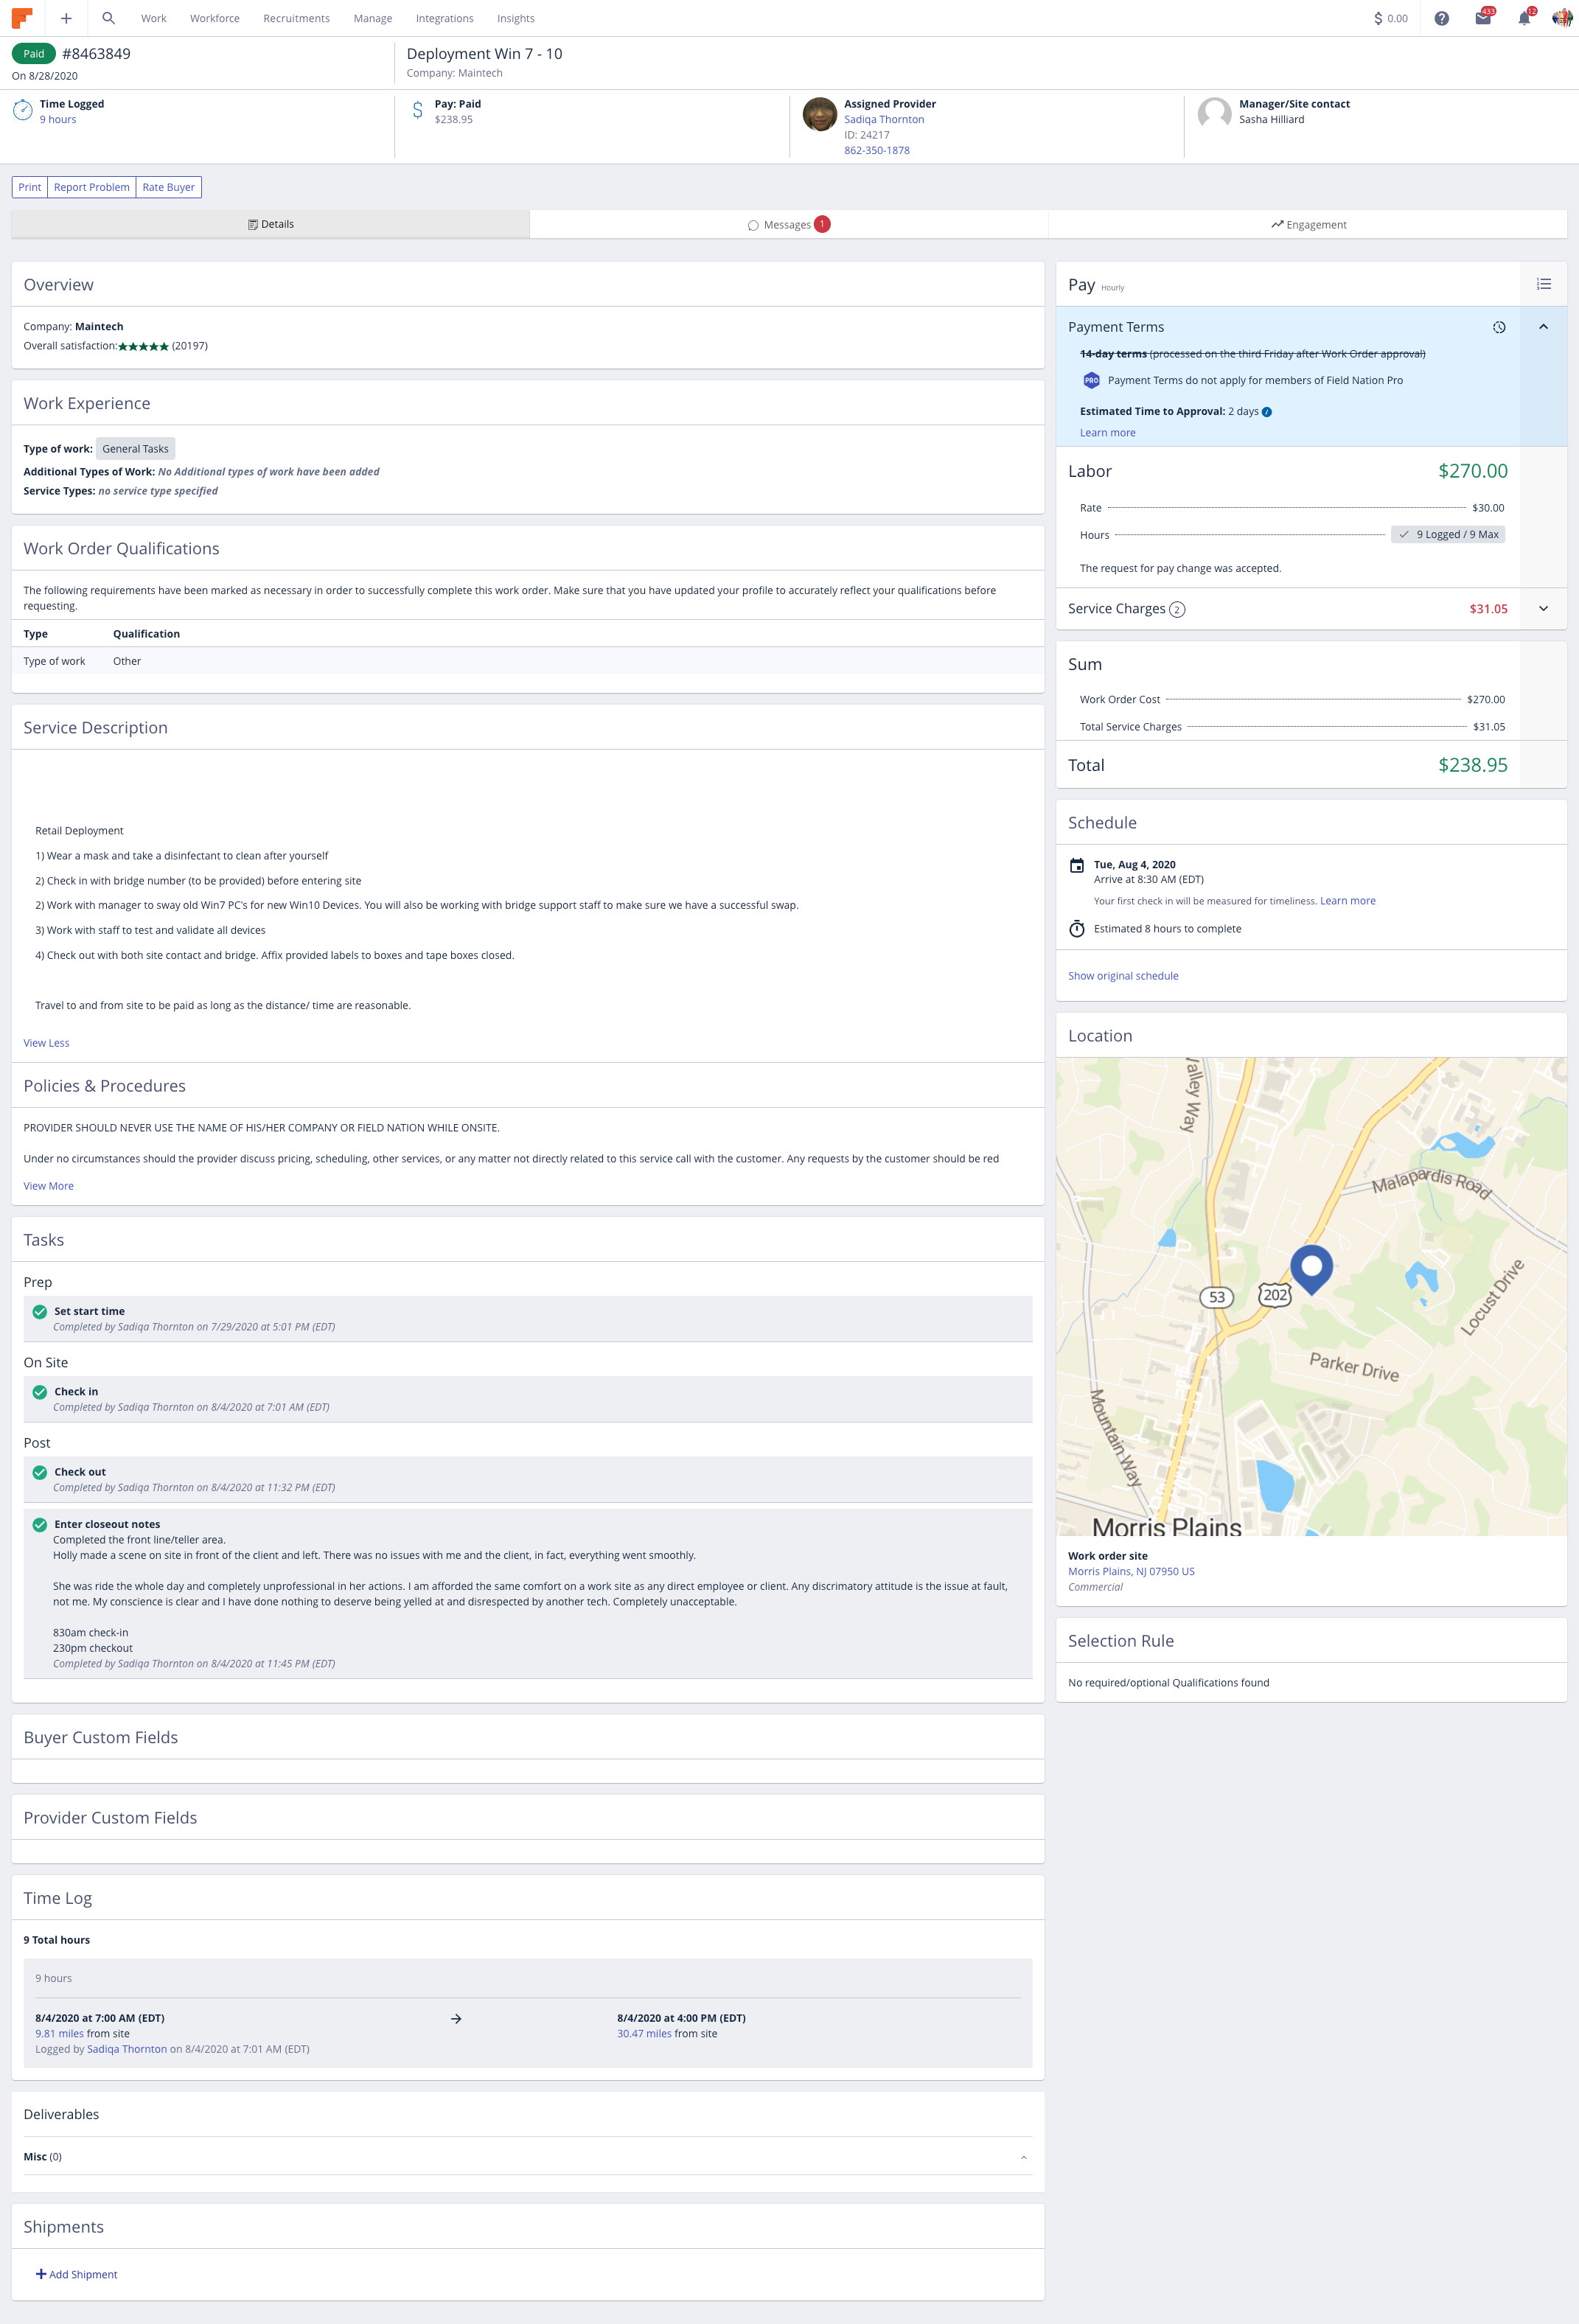 Work Workforce Recruitments Manage Integrations Insights
$ 0.00
433
12
Paid #8463849
On 8/28/2020
Deployment Win 7 - 10
Company: Maintech
Time Logged
9 hours
Pay: Paid
$238.95
Assigned Provider
Sadiqa Thornton
ID: 24217
862-350-1878
Manager/Site contact
Sasha Hilliard
Print Report Problem Rate Buyer
Details
Messages 1
Engagement
Overview
Company: Maintech
Overall satisfaction:★★★★★ (20197)
Work Experience
Type of work: General Tasks
Additional Types of Work: No Additional types of work have been added
Service Types: no service type specified
Work Order Qualifications
The following requirements have been marked as necessary in order to successfully complete this work order. Make sure that you have updated your profile to accurately reflect your qualifications before
requesting.
Type Qualification
Type of work Other
Service Description
Retail Deployment
1) Wear a mask and take a disinfectant to clean after yourself
2) Check in with bridge number (to be provided) before entering site
2) Work with manager to sway old Win7 PC's for new Win10 Devices. You will also be working with bridge support staff to make sure we have a successful swap.
3) Work with staff to test and validate all devices
4) Check out with both site contact and bridge. Affix provided labels to boxes and tape boxes closed.
Travel to and from site to be paid as long as the distance/ time are reasonable.
View Less
Policies & Procedures
PROVIDER SHOULD NEVER USE THE NAME OF HIS/HER COMPANY OR FIELD NATION WHILE ONSITE.
Under no circumstances should the provider discuss pricing, scheduling, other services, or any matter not directly related to this service call with the customer. Any requests by the customer should be red
View More
Tasks
Prep
Set start time
Completed by Sadiqa Thornton on 7/29/2020 at 5:01 PM (EDT)
On Site
Check in
Completed by Sadiqa Thornton on 8/4/2020 at 7:01 AM (EDT)
Post
Check out
Completed by Sadiqa Thornton on 8/4/2020 at 11:32 PM (EDT)
Enter closeout notes
Completed the front line/teller area.
Holly made a scene on site in front of the client and left. There was no issues with me and the client, in fact, everything went smoothly.
She was ride the whole day and completely unprofessional in her actions. I am afforded the same comfort on a work site as any direct employee or client. Any discrimatory attitude is the issue at fault,
not me. My conscience is clear and I have done nothing to deserve being yelled at and disrespected by another tech. Completely unacceptable.
830am check-in
230pm checkout
Completed by Sadiqa Thornton on 8/4/2020 at 11:45 PM (EDT)
Buyer Custom Fields
Provider Custom Fields
Time Log
9 Total hours
9 hours
8/4/2020 at 7:00 AM (EDT)
9.81 miles from site
Logged by Sadiqa Thornton on 8/4/2020 at 7:01 AM (EDT)
8/4/2020 at 4:00 PM (EDT)
30.47 miles from site
Deliverables
Misc (0)
Shipments
Add Shipment
Pay Hourly
Payment Terms
14-day terms (processed on the third Friday after Work Order approval)
PRO Payment Terms do not apply for members of Field Nation Pro
Estimated Time to Approval: 2 days
Learn more
Labor $270.00
Rate $30.00
Hours 9 Logged / 9 Max
The request for pay change was accepted.
Service Charges 2 $31.05
Sum
Work Order Cost $270.00
Total Service Charges $31.05
Total $238.95
Schedule
Tue, Aug 4, 2020
Arrive at 8:30 AM (EDT)
Your first check in will be measured for timeliness. Learn more
Estimated 8 hours to complete
Show original schedule
Location
Valley Way
Malapardis Road
53
202
Locust Drive
Parker Drive
Mountain Way
Morris Plains
Work order site
Morris Plains, NJ 07950 US
Commercial
Selection Rule
No required/optional Qualifications found